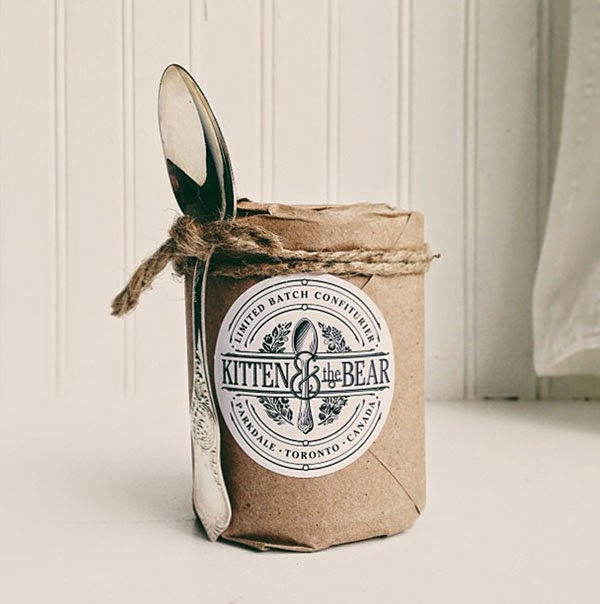 LIMITED BATCH CONFITURIER
KITTEN & the BEAR
PARKDALE · TORONTO · CANADA